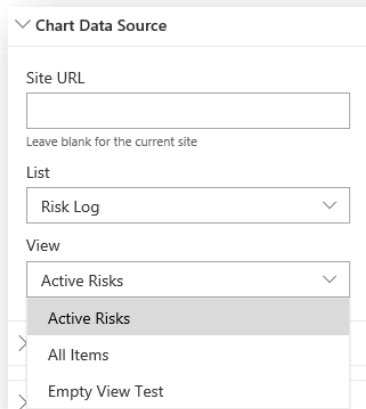 Chart Data Source
Site URL
Leave blank for the current site
List
Risk Log
View
Active Risks
Active Risks
All Items
Empty View Test